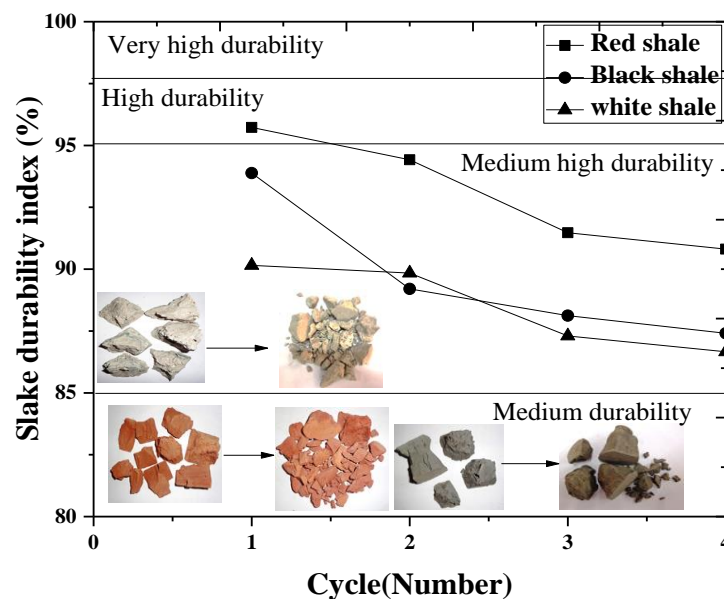 100
95
90
85
80
Slake durability index (%)
Very high durability
High durability
Medium high durability
Medium durability
Red shale
Black shale
white shale
0
1
2
3
4
Cycle(Number)